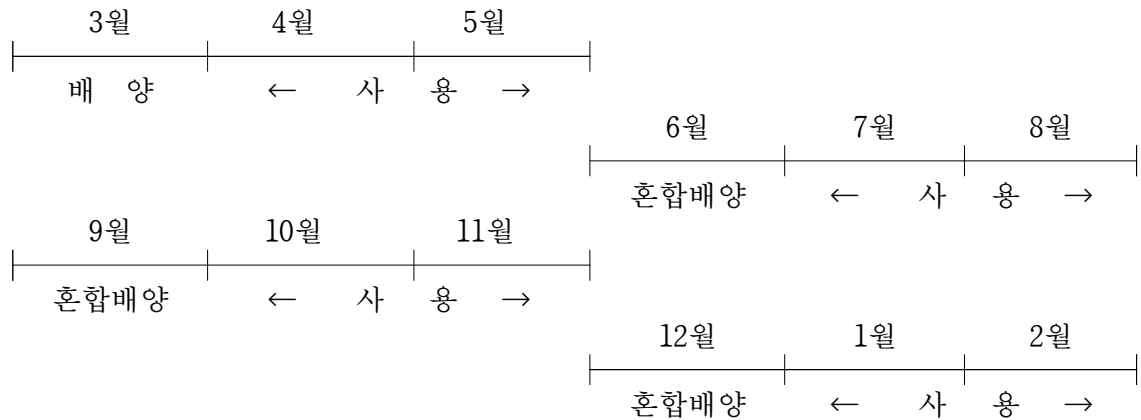 3월 4월 5월
배 양 ← 사 용 →
6월 7월 8월
혼합배양 ← 사 용 →
9월 10월 11월
혼합배양 ← 사 용 →
12월 1월 2월
혼합배양 ← 사 용 →